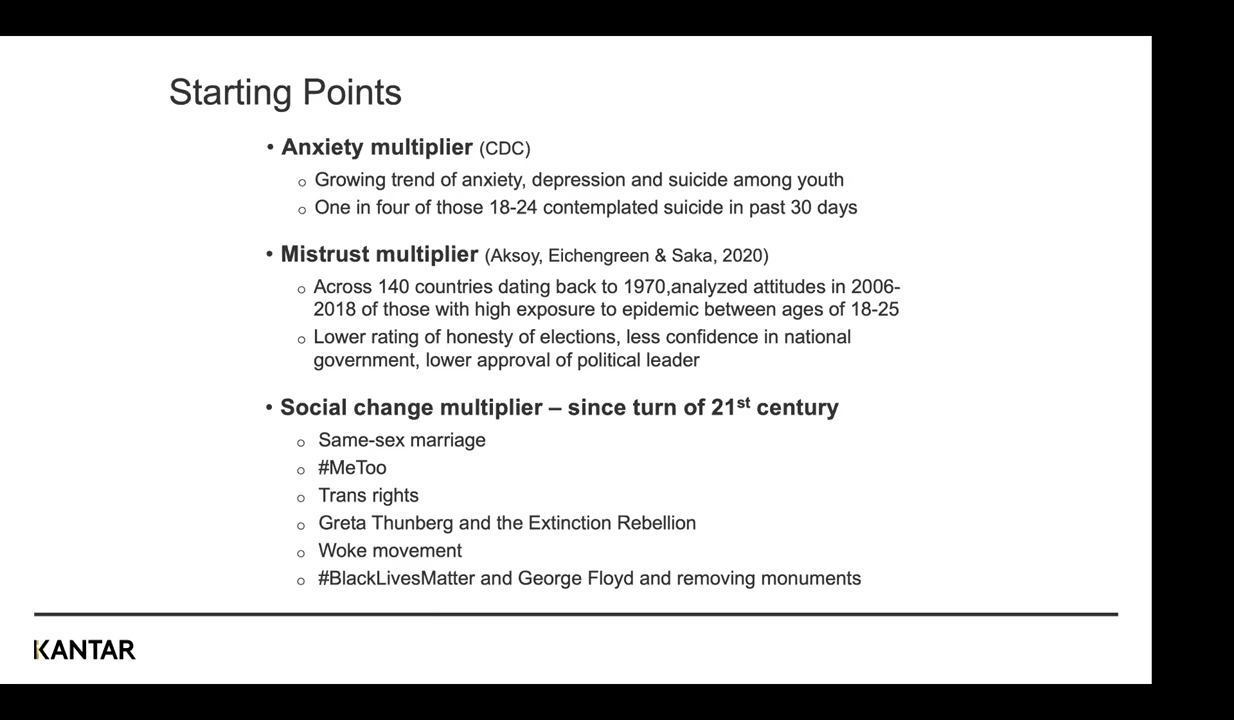 Starting Points
• Anxiety multiplier (CDC)
o Growing trend of anxiety, depression and suicide among youth
o One in four of those 18-24 contemplated suicide in past 30 days
• Mistrust multiplier (Aksoy, Eichengreen & Saka, 2020)
o Across 140 countries dating back to 1970,analyzed attitudes in 2006-
2018 of those with high exposure to epidemic between ages of 18-25
o Lower rating of honesty of elections, less confidence in national
government, lower approval of political leader
• Social change multiplier – since turn of 21st century
o Same-sex marriage
o #MeToo
o Trans rights
o Greta Thunberg and the Extinction Rebellion
o Woke movement
o #BlackLivesMatter and George Floyd and removing monuments
KANTAR